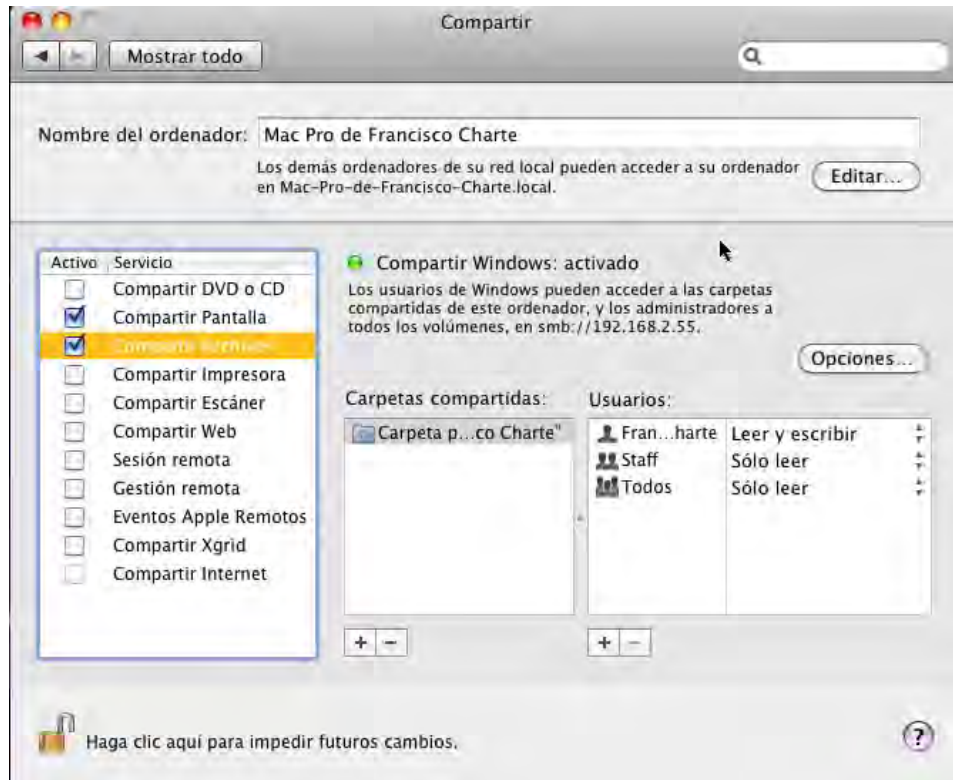 Compartir
Mostrar todo
Nombre del ordenador: Mac Pro de Francisco Charte
Los demás ordenadores de su red local pueden acceder a su ordenador
en Mac-Pro-de-Francisco-Charte.local.
Editar...
Activo Servicio
Compartir DVD o CD
Compartir Pantalla
Compartir Archivos
Compartir Impresora
Compartir Escáner
Compartir Web
Sesión remota
Gestión remota
Eventos Apple Remotos
Compartir Xgrid
Compartir Internet
Compartir Windows: activado
Los usuarios de Windows pueden acceder a las carpetas
compartidas de este ordenador, y los administradores a
todos los volúmenes, en smb://192.168.2.55.
Opciones...
Carpetas compartidas:
Carpeta p...co Charte"
Usuarios:
Fran...harte Leer y escribir
Staff Sólo leer
Todos Sólo leer
+ −
+ −
Haga clic aquí para impedir futuros cambios.
?